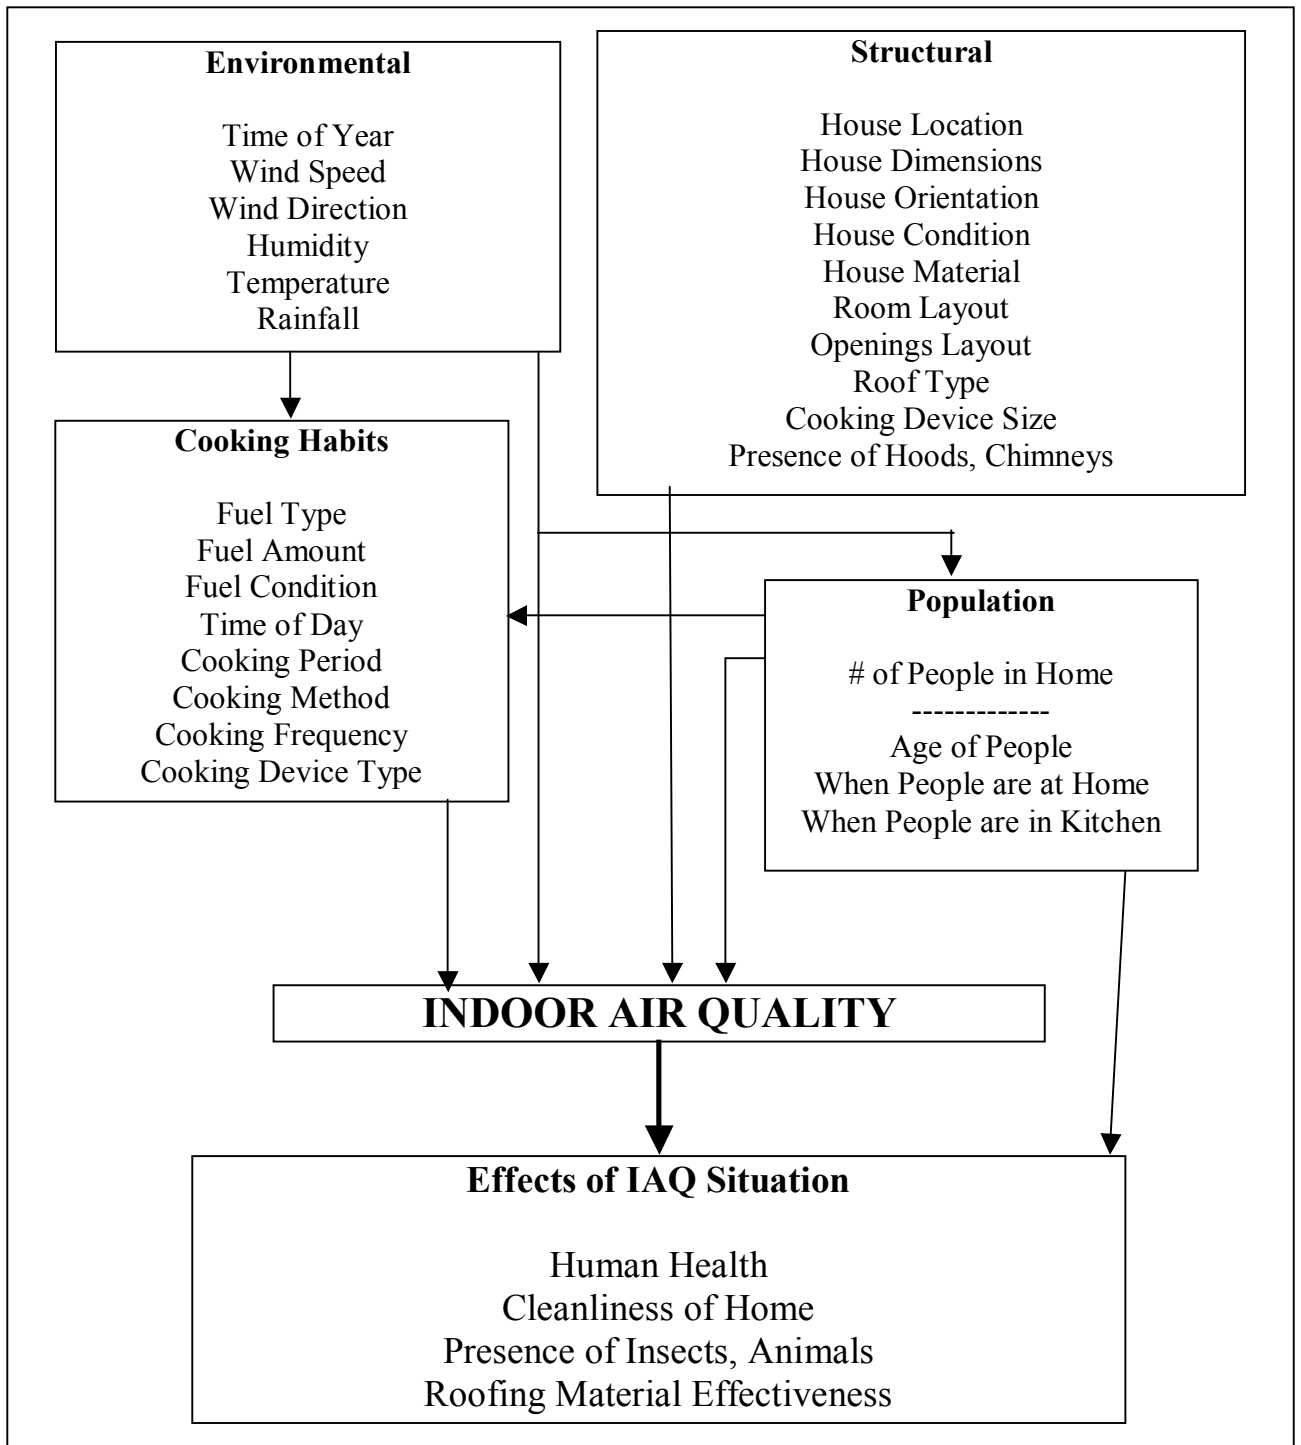 Environmental
Time of Year
Wind Speed
Wind Direction
Humidity
Temperature
Rainfall
Structural
House Location
House Dimensions
House Orientation
House Condition
House Material
Room Layout
Openings Layout
Roof Type
Cooking Device Size
Presence of Hoods, Chimneys
Cooking Habits
Fuel Type
Fuel Amount
Fuel Condition
Time of Day
Cooking Period
Cooking Method
Cooking Frequency
Cooking Device Type
Population
# of People in Home
-------------
Age of People
When People are at Home
When People are in Kitchen
INDOOR AIR QUALITY
Effects of IAQ Situation
Human Health
Cleanliness of Home
Presence of Insects, Animals
Roofing Material Effectiveness